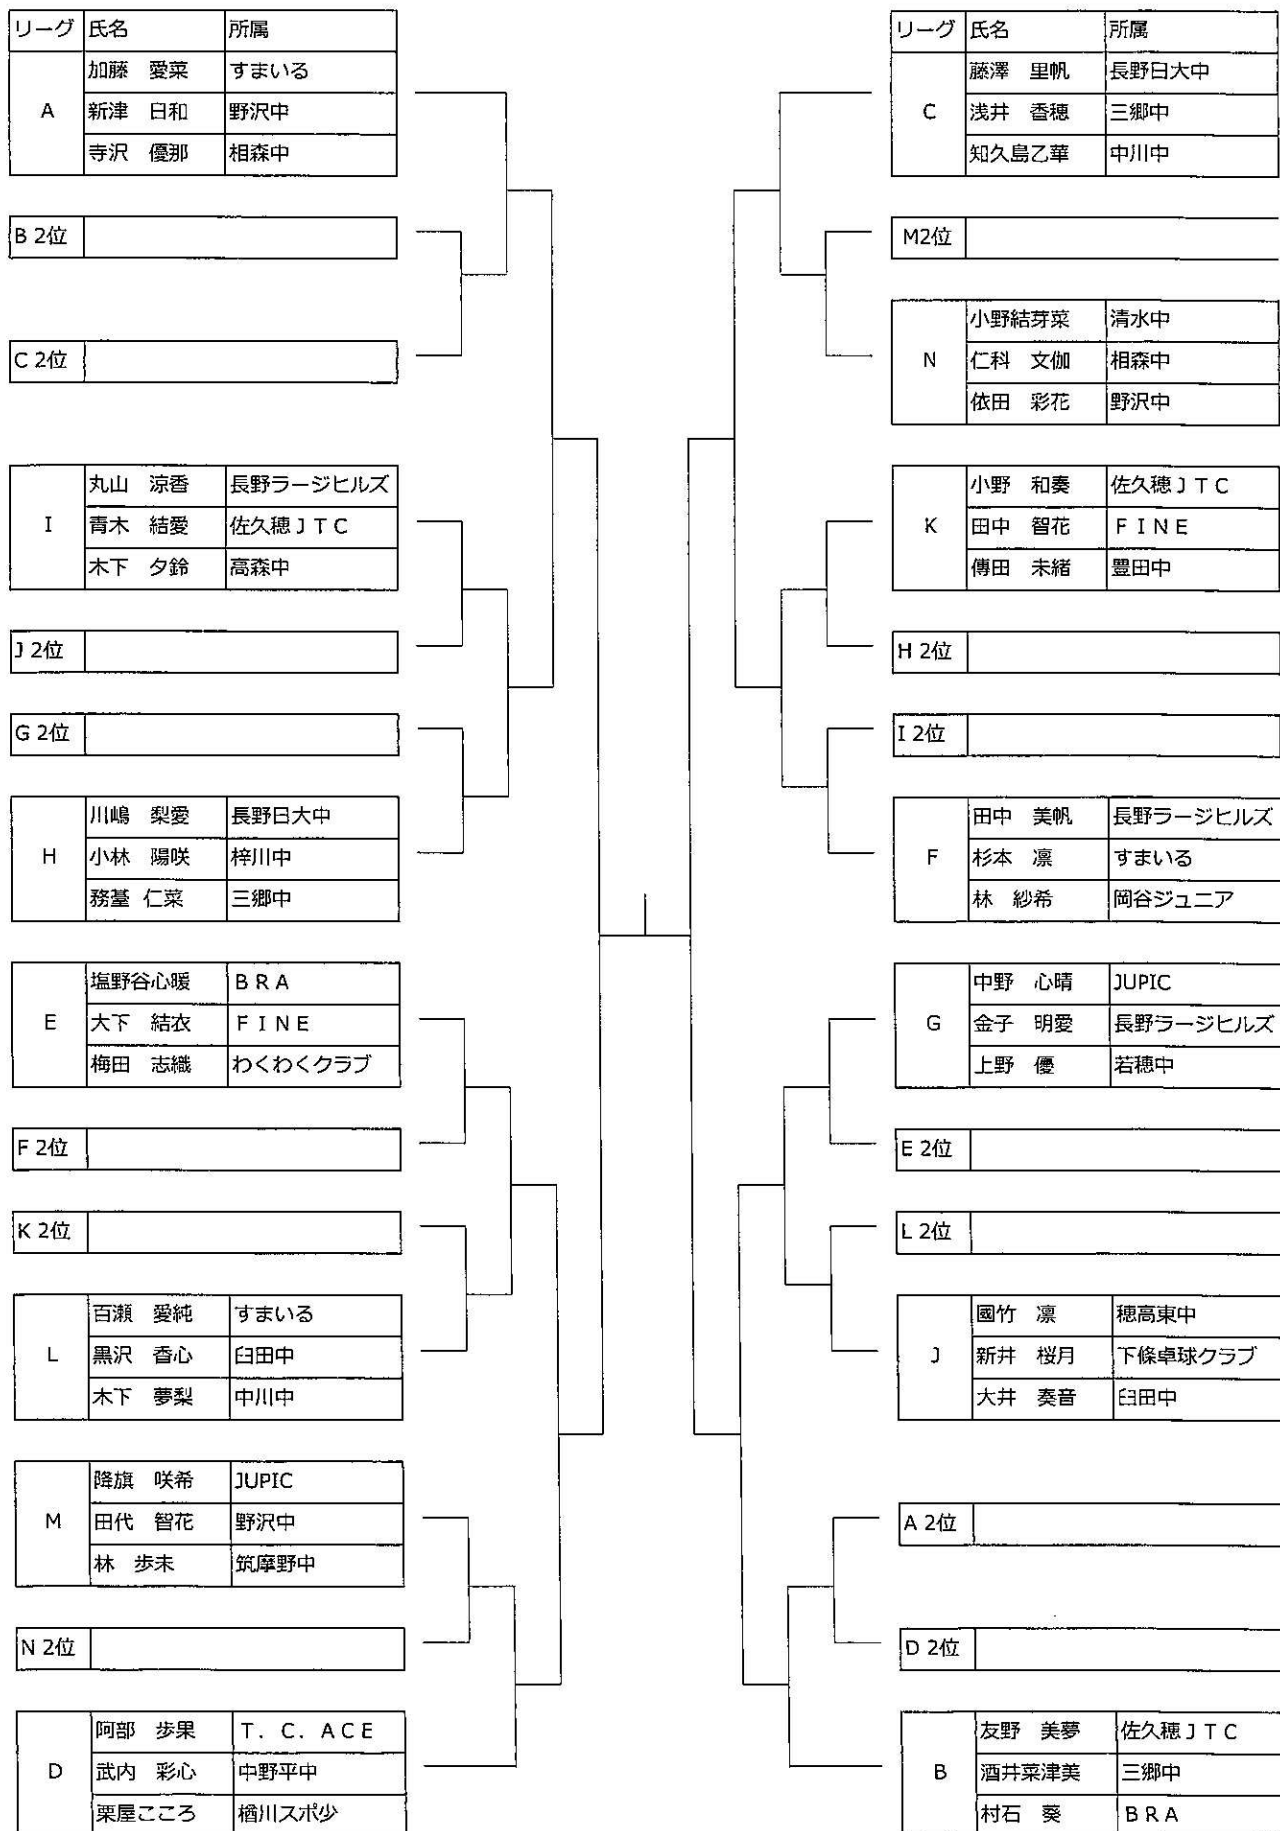 リーグ 氏名 所属
A
加藤 愛菜 すまいる
新津 日和 野沢中
寺沢 優那 相森中
B 2位
C 2位
I
丸山 涼香 長野ラージヒルズ
青木 結愛 佐久穂JTC
木下 夕鈴 高森中
J 2位
G 2位
H
川嶋 梨愛 長野日大中
小林 陽咲 梓川中
務臺 仁菜 三郷中
E
塩野谷心暖 BRA
大下 結衣 FINE
梅田 志織 わくわくクラブ
F 2位
K 2位
L
百瀬 愛純 すまいる
黒沢 香心 臼田中
木下 夢梨 中川中
M
降旗 咲希 JUPIC
田代 智花 野沢中
林 歩未 筑摩野中
N 2位
D
阿部 歩果 T. C. ACE
武内 彩心 中野平中
栗屋こころ 楢川スポ少
リーグ 氏名 所属
C
藤澤 里帆 長野日大中
浅井 香穂 三郷中
知久島乙華 中川中
M2位
N
小野結芽菜 清水中
仁科 文伽 相森中
依田 彩花 野沢中
K
小野 和奏 佐久穂JTC
田中 智花 FINE
傳田 未緒 豊田中
H 2位
I 2位
F
田中 美帆 長野ラージヒルズ
杉本 凛 すまいる
林 紗希 岡谷ジュニア
G
中野 心晴 JUPIC
金子 明愛 長野ラージヒルズ
上野 優 若穂中
E 2位
L 2位
J
國竹 凛 穂高東中
新井 桜月 下條卓球クラブ
大井 奏音 臼田中
A 2位
D 2位
B
友野 美夢 佐久穂JTC
酒井菜津美 三郷中
村石 葵 BRA